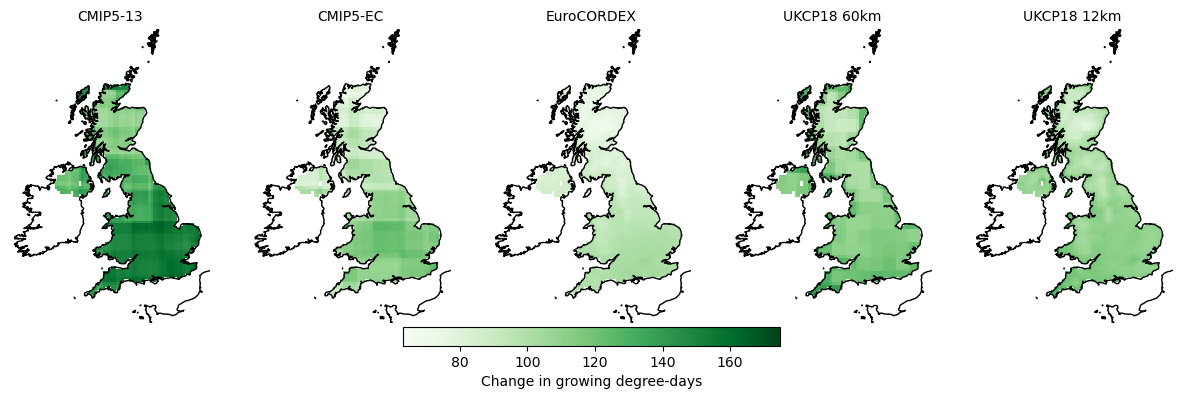 CMIP5-13 CMIP5-EC EuroCORDEX UKCP18 60km UKCP18 12km
80 100 120 140 160
Change in growing degree-days